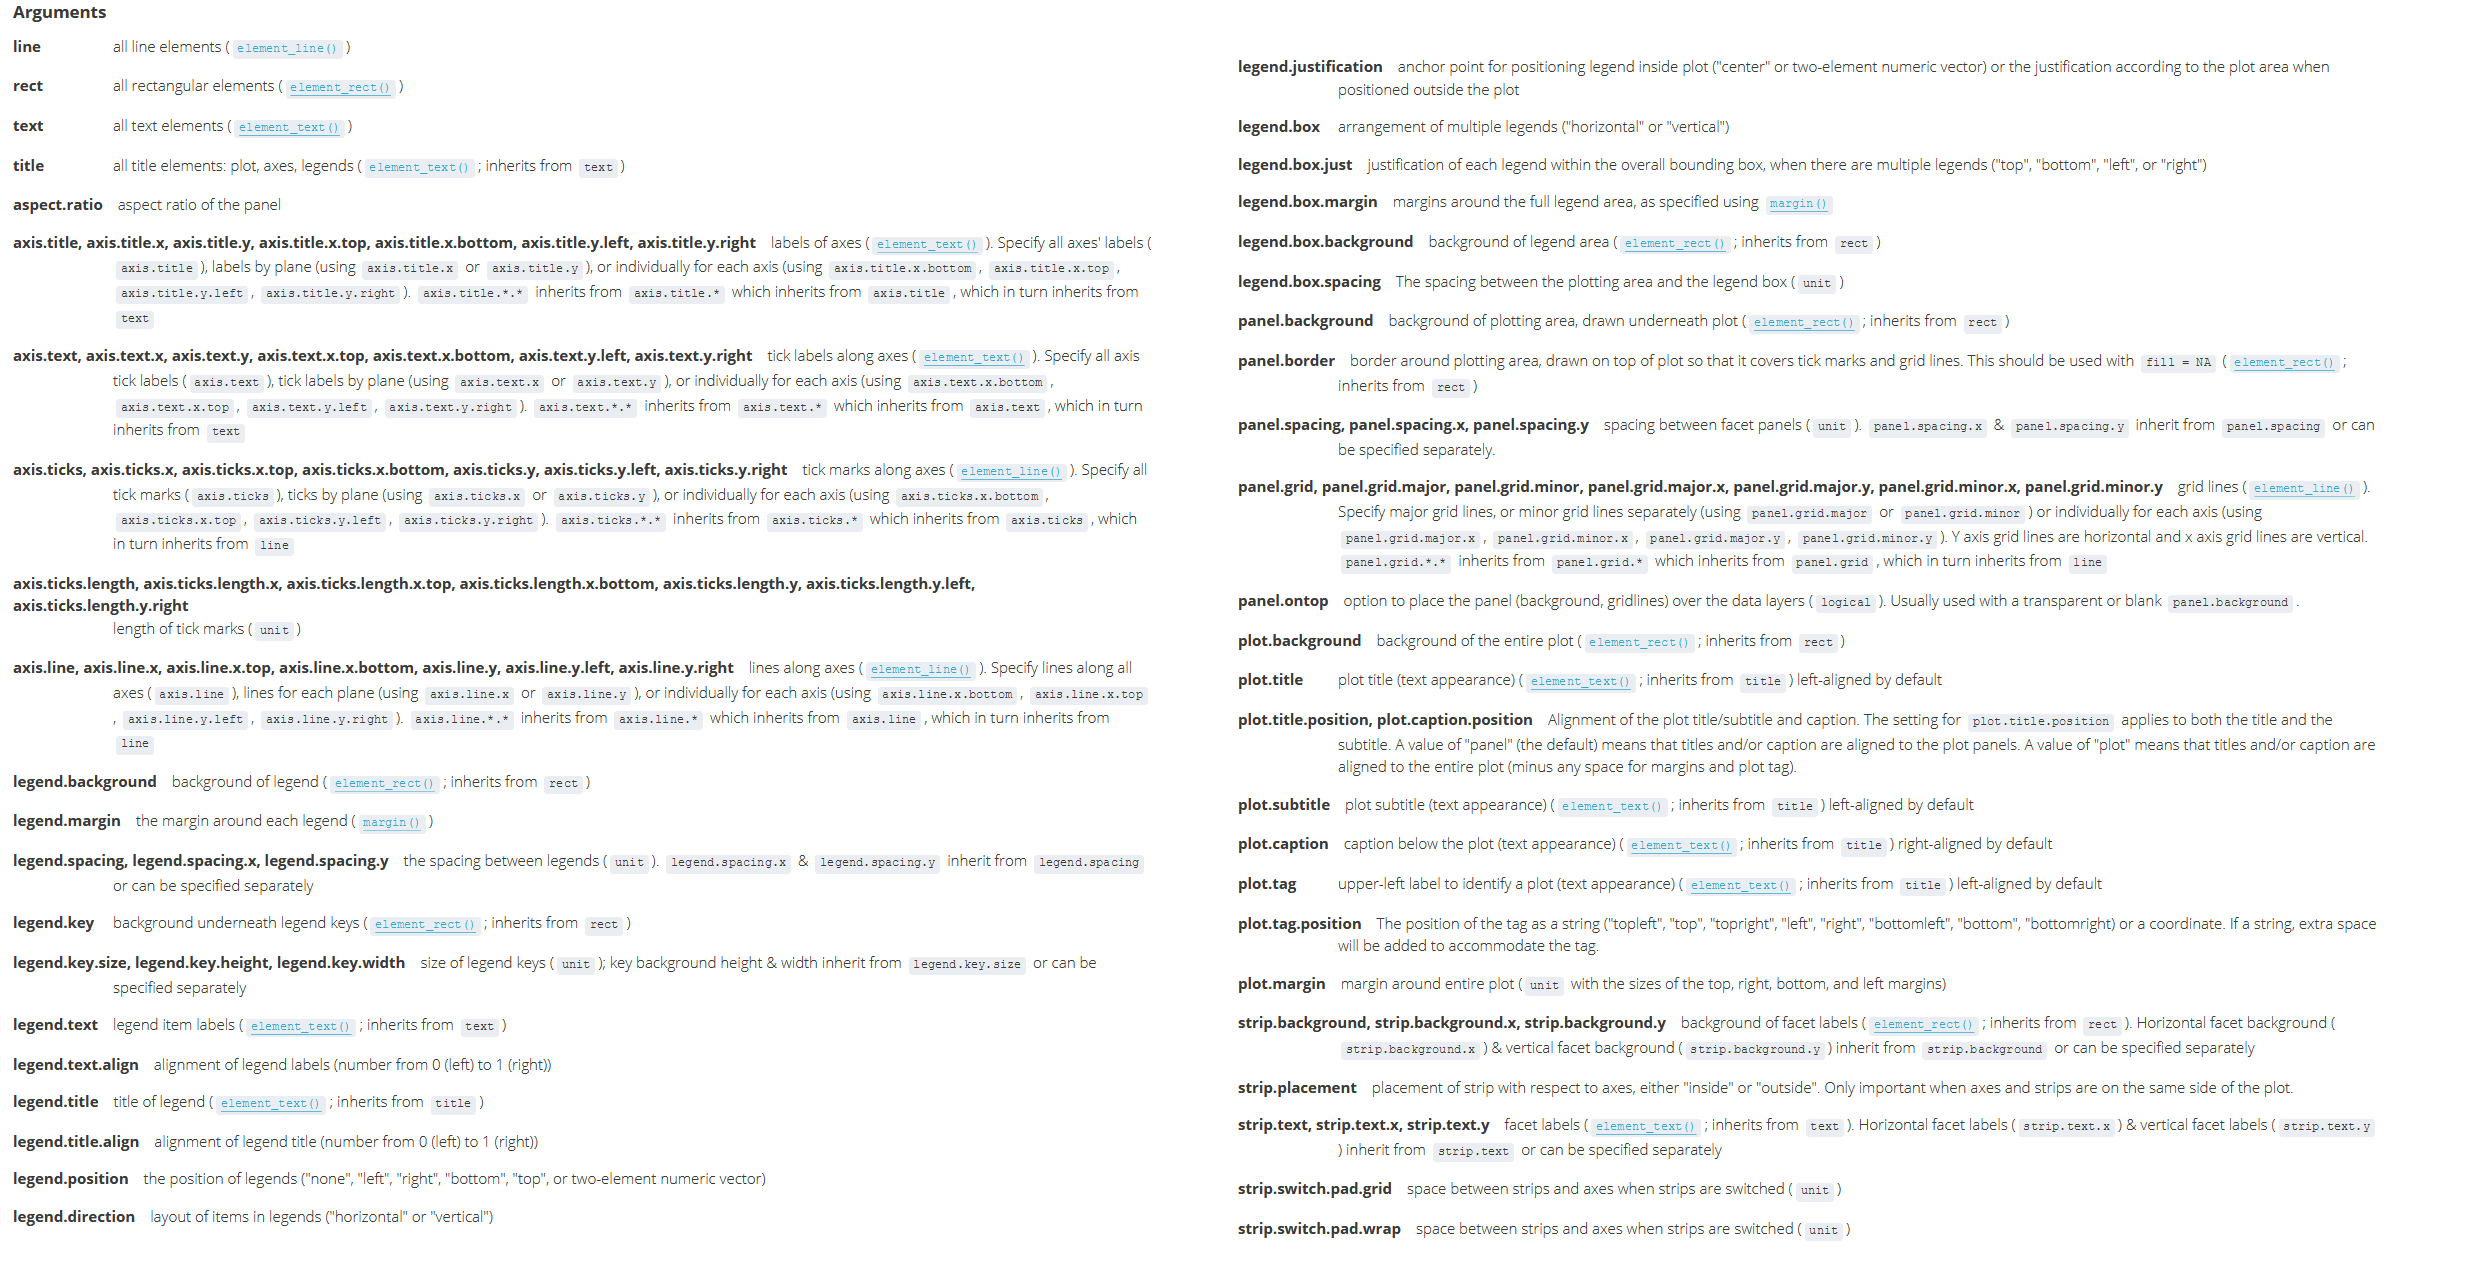 Arguments
line all line elements ( element_line() )
rect all rectangular elements ( element_rect() )
text all text elements ( element_text() )
title all title elements: plot, axes, legends ( element_text() ; inherits from text )
aspect.ratio aspect ratio of the panel
axis.title, axis.title.x, axis.title.y, axis.title.x.top, axis.title.x.bottom, axis.title.y.left, axis.title.y.right labels of axes ( element_text() ). Specify all axes' labels (
axis.title ), labels by plane (using axis.title.x or axis.title.y ), or individually for each axis (using axis.title.x.bottom , axis.title.x.top ,
axis.title.y.left , axis.title.y.right ). axis.title.*.* inherits from axis.title.* which inherits from axis.title , which in turn inherits from
text
axis.text, axis.text.x, axis.text.y, axis.text.x.top, axis.text.x.bottom, axis.text.y.left, axis.text.y.right tick labels along axes ( element_text() ). Specify all axis
tick labels ( axis.text ), tick labels by plane (using axis.text.x or axis.text.y ), or individually for each axis (using axis.text.x.bottom ,
axis.text.x.top , axis.text.y.left , axis.text.y.right ). axis.text.*.* inherits from axis.text.* which inherits from axis.text , which in turn
inherits from text
axis.ticks, axis.ticks.x, axis.ticks.x.top, axis.ticks.x.bottom, axis.ticks.y, axis.ticks.y.left, axis.ticks.y.right tick marks along axes ( element_line() ). Specify all
tick marks ( axis.ticks ), ticks by plane (using axis.ticks.x or axis.ticks.y ), or individually for each axis (using axis.ticks.x.bottom ,
axis.ticks.x.top , axis.ticks.y.left , axis.ticks.y.right ). axis.ticks.*.* inherits from axis.ticks.* which inherits from axis.ticks , which
in turn inherits from line
axis.ticks.length, axis.ticks.length.x, axis.ticks.length.x.top, axis.ticks.length.x.bottom, axis.ticks.length.y, axis.ticks.length.y.left,
axis.ticks.length.y.right
length of tick marks ( unit )
axis.line, axis.line.x, axis.line.x.top, axis.line.x.bottom, axis.line.y, axis.line.y.left, axis.line.y.right lines along axes ( element_line() ). Specify lines along all
axes ( axis.line ), lines for each plane (using axis.line.x or axis.line.y ), or individually for each axis (using axis.line.x.bottom , axis.line.x.top
, axis.line.y.left , axis.line.y.right ). axis.line.*.* inherits from axis.line.* which inherits from axis.line , which in turn inherits from
line
legend.background background of legend ( element_rect() ; inherits from rect )
legend.margin the margin around each legend ( margin() )
legend.spacing, legend.spacing.x, legend.spacing.y the spacing between legends ( unit ). legend.spacing.x & legend.spacing.y inherit from legend.spacing
or can be specified separately
legend.key background underneath legend keys ( element_rect() ; inherits from rect )
legend.key.size, legend.key.height, legend.key.width size of legend keys ( unit ); key background height & width inherit from legend.key.size or can be
specified separately
legend.text legend item labels ( element_text() ; inherits from text )
legend.text.align alignment of legend labels (number from 0 (left) to 1 (right))
legend.title title of legend ( element_text() ; inherits from title )
legend.title.align alignment of legend title (number from 0 (left) to 1 (right))
legend.position the position of legends ("none", "left", "right", "bottom", "top", or two-element numeric vector)
legend.direction layout of items in legends ("horizontal" or "vertical")
legend.justification anchor point for positioning legend inside plot ("center" or two-element numeric vector) or the justification according to the plot area when
positioned outside the plot
legend.box arrangement of multiple legends ("horizontal" or "vertical")
legend.box.just justification of each legend within the overall bounding box, when there are multiple legends ("top", "bottom", "left", or "right")
legend.box.margin margins around the full legend area, as specified using margin()
legend.box.background background of legend area ( element_rect() ; inherits from rect )
legend.box.spacing The spacing between the plotting area and the legend box ( unit )
panel.background background of plotting area, drawn underneath plot ( element_rect() ; inherits from rect )
panel.border border around plotting area, drawn on top of plot so that it covers tick marks and grid lines. This should be used with fill = NA ( element_rect() ;
inherits from rect )
panel.spacing, panel.spacing.x, panel.spacing.y spacing between facet panels ( unit ). panel.spacing.x & panel.spacing.y inherit from panel.spacing or can
be specified separately.
panel.grid, panel.grid.major, panel.grid.minor, panel.grid.major.x, panel.grid.major.y, panel.grid.minor.x, panel.grid.minor.y grid lines ( element_line() ).
Specify major grid lines, or minor grid lines separately (using panel.grid.major or panel.grid.minor ) or individually for each axis (using
panel.grid.major.x , panel.grid.minor.x , panel.grid.major.y , panel.grid.minor.y ). Y axis grid lines are horizontal and x axis grid lines are vertical.
panel.grid.*.* inherits from panel.grid.* which inherits from panel.grid , which in turn inherits from line
panel.ontop option to place the panel (background, gridlines) over the data layers ( logical ). Usually used with a transparent or blank panel.background .
plot.background background of the entire plot ( element_rect() ; inherits from rect )
plot.title plot title (text appearance) ( element_text() ; inherits from title ) left-aligned by default
plot.title.position, plot.caption.position Alignment of the plot title/subtitle and caption. The setting for plot.title.position applies to both the title and the
subtitle. A value of "panel" (the default) means that titles and/or caption are aligned to the plot panels. A value of "plot" means that titles and/or caption are
aligned to the entire plot (minus any space for margins and plot tag).
plot.subtitle plot subtitle (text appearance) ( element_text() ; inherits from title ) left-aligned by default
plot.caption caption below the plot (text appearance) ( element_text() ; inherits from title ) right-aligned by default
plot.tag upper-left label to identify a plot (text appearance) ( element_text() ; inherits from title ) left-aligned by default
plot.tag.position The position of the tag as a string ("topleft", "top", "topright", "left", "right", "bottomleft", "bottom", "bottomright) or a coordinate. If a string, extra space
will be added to accommodate the tag.
plot.margin margin around entire plot ( unit with the sizes of the top, right, bottom, and left margins)
strip.background, strip.background.x, strip.background.y background of facet labels ( element_rect() ; inherits from rect ). Horizontal facet background (
strip.background.x ) & vertical facet background ( strip.background.y ) inherit from strip.background or can be specified separately
strip.placement placement of strip with respect to axes, either "inside" or "outside". Only important when axes and strips are on the same side of the plot.
strip.text, strip.text.x, strip.text.y facet labels ( element_text() ; inherits from text ). Horizontal facet labels ( strip.text.x ) & vertical facet labels ( strip.text.y
) inherit from strip.text or can be specified separately
strip.switch.pad.grid space between strips and axes when strips are switched ( unit )
strip.switch.pad.wrap space between strips and axes when strips are switched ( unit )